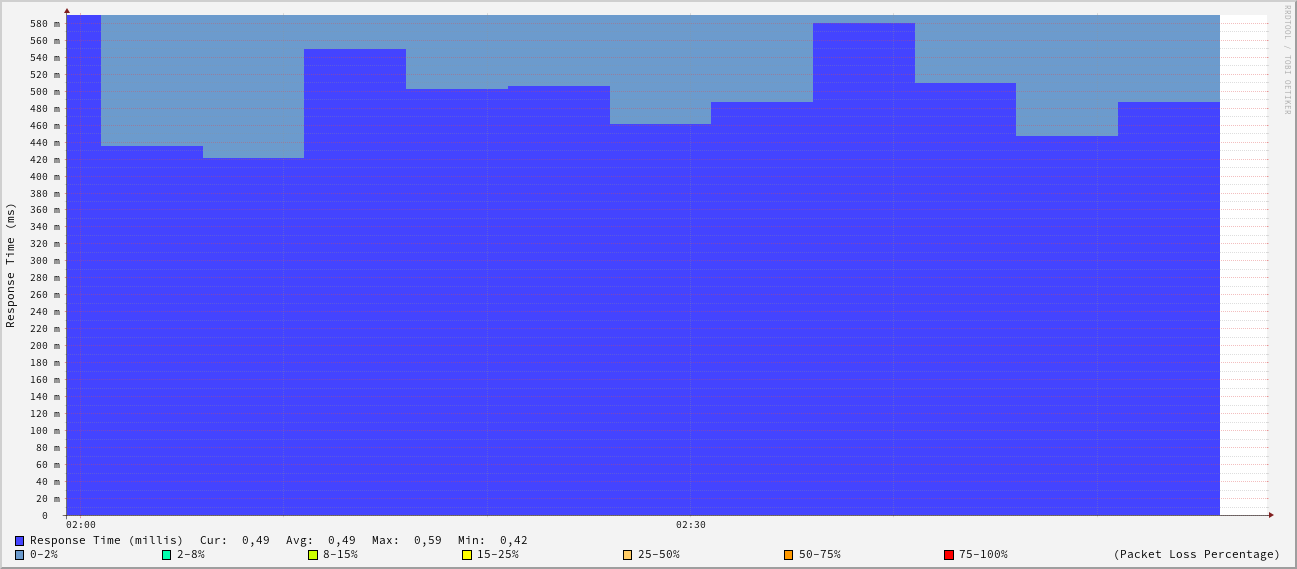 RRDTOOL / TOBI OETIKER
Response Time (ms)
580 m
560 m
540 m
520 m
500 m
480 m
460 m
440 m
420 m
400 m
380 m
360 m
340 m
320 m
300 m
280 m
260 m
240 m
220 m
200 m
180 m
160 m
140 m
120 m
100 m
80 m
60 m
40 m
20 m
0
02:00 02:30
Response Time (millis) Cur: 0,49 Avg: 0,49 Max: 0,59 Min: 0,42
0-2% 2-8% 8-15% 15-25% 25-50% 50-75% 75-100% (Packet Loss Percentage)